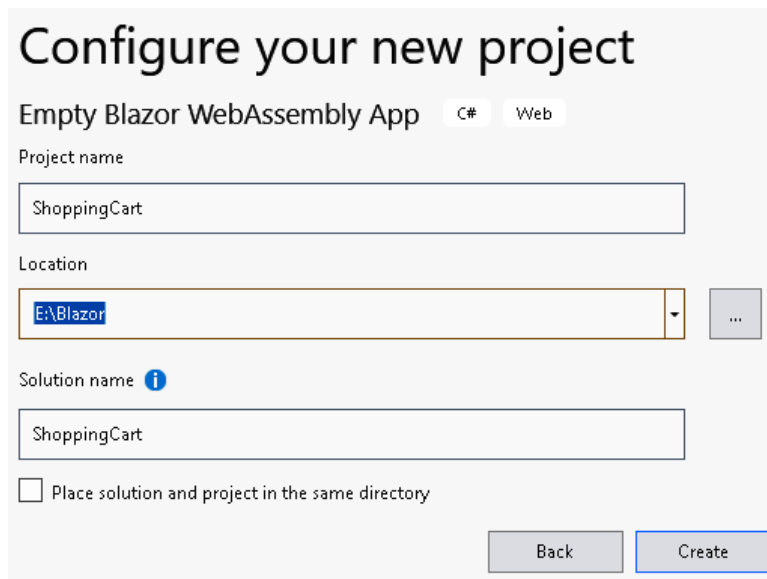 Configure your new project
Empty Blazor WebAssembly App C# Web
Project name
ShoppingCart
Location
E:\Blazor
...
Solution name i
ShoppingCart
Place solution and project in the same directory
Back Create